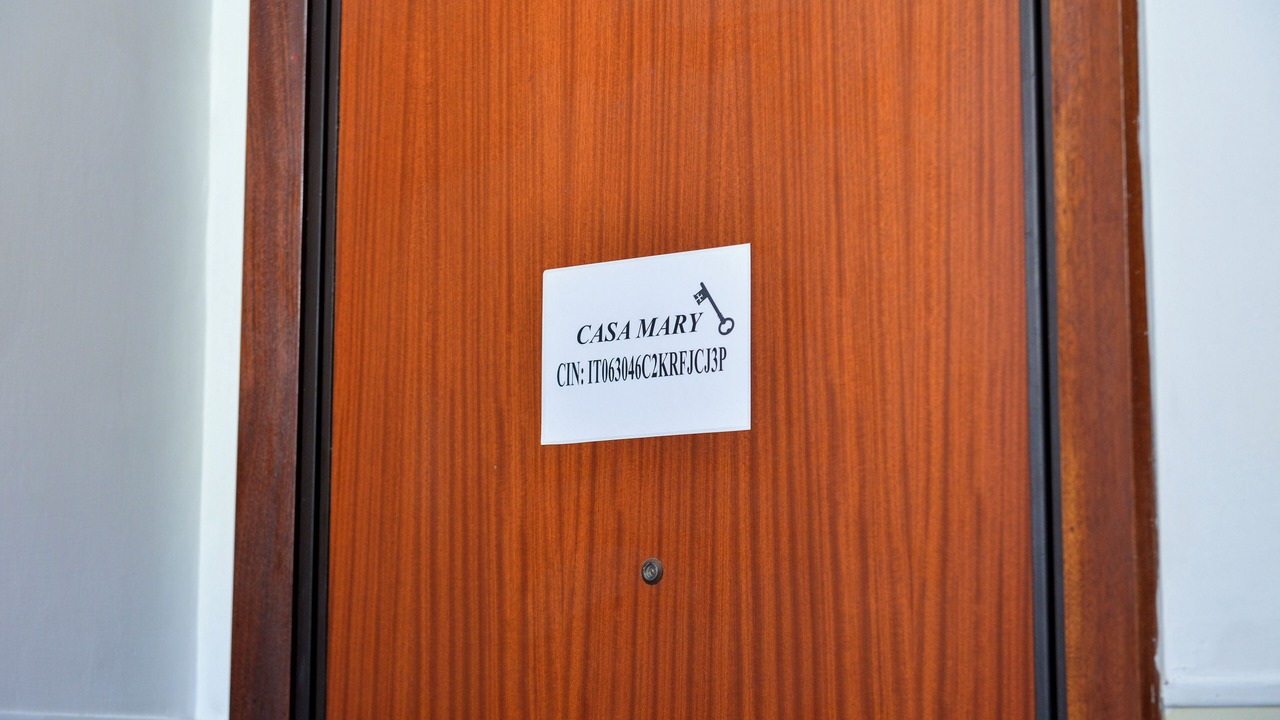 CASA MARY
CIN: IT063046C2KRFJCJ3P